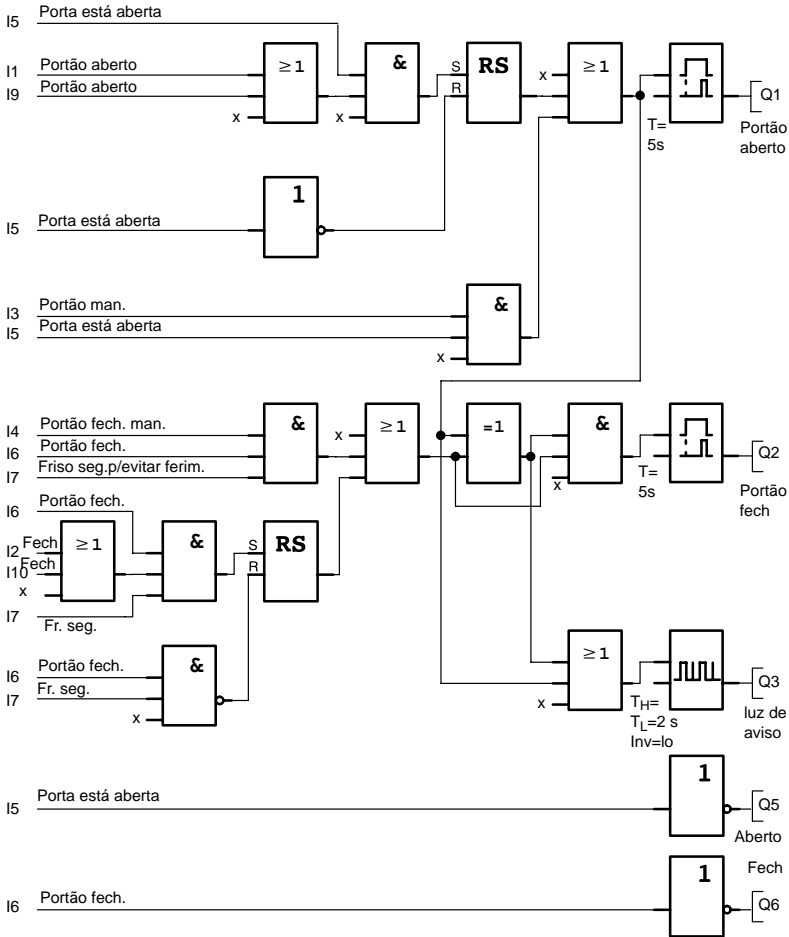 I5 Porta está aberta
I1 Portão aberto
I9 Portão aberto
x
≥1
x
&
S
R
RS
x
≥1
T=
5s
Q1
Portão
aberto
I5 Porta está aberta
1
I3 Portão man.
I5 Porta está aberta
x
&
I4 Portão fech. man.
I6 Portão fech.
I7 Friso seg.p/evitar ferim.
&
x
≥1
=1
&
x
T=
5s
Q2
Portão
fech
I6 Portão fech.
I2 Fech
I10 Fech
x
≥1
&
S
R
RS
I7 Fr. seg.
I6 Portão fech.
I7 Fr. seg.
x
&
≥1
x
TH=
TL=2 s
Inv=lo
Q3
luz de
aviso
I5 Porta está aberta
1
Q5
Aberto
I6 Portão fech.
1
Fech
Q6